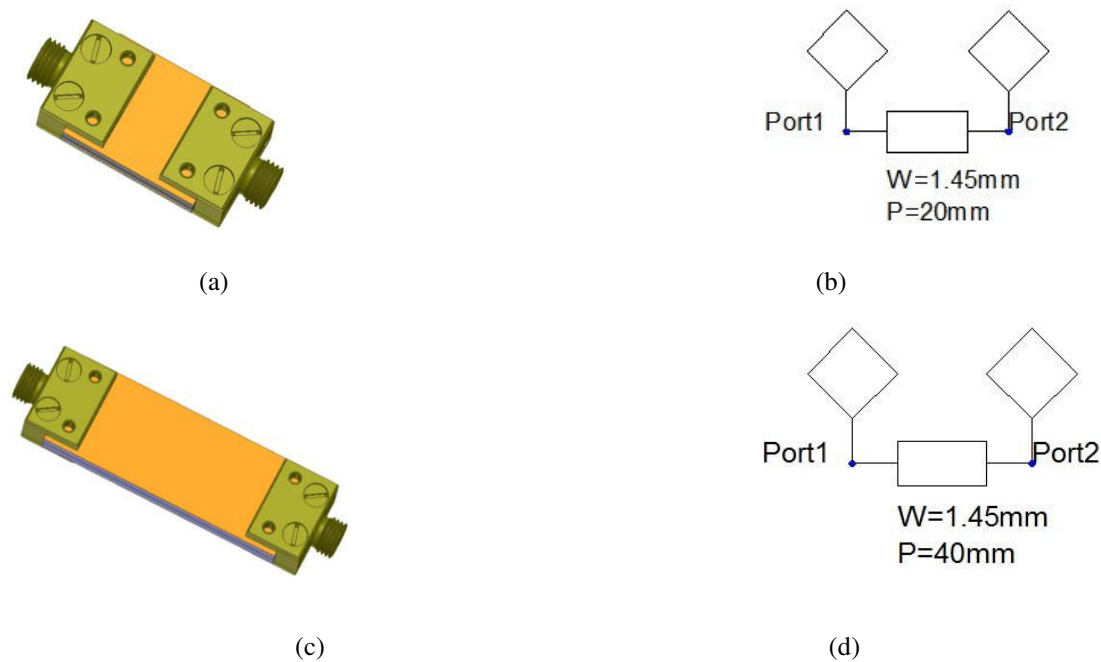 Port1
Port2
W=1.45mm
P=20mm
(a)
(b)
Port1
Port2
W=1.45mm
P=40mm
(c)
(d)